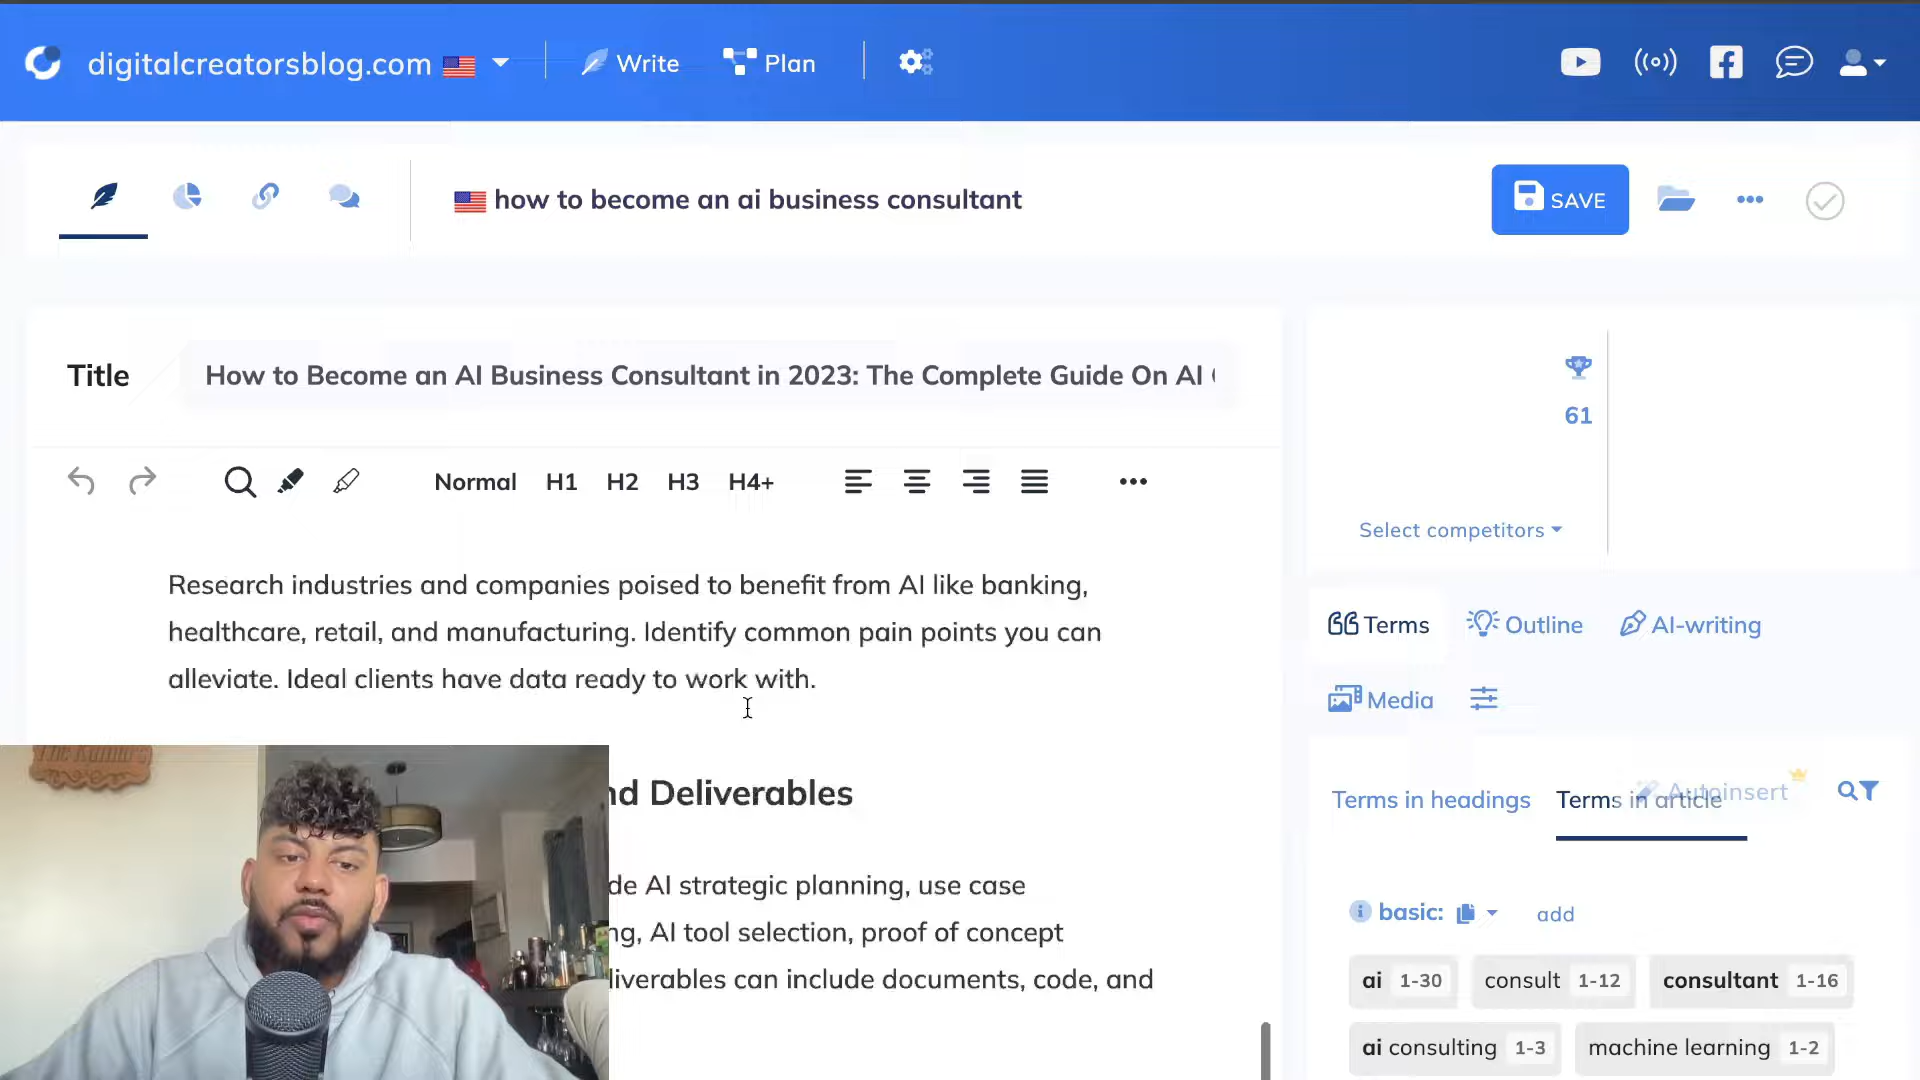 digitalcreatorsblog.com
Write
Plan
how to become an ai business consultant
SAVE
Title
How to Become an AI Business Consultant in 2023: The Complete Guide On AI
61
Normal H1 H2 H3 H4+
Select competitors
Research industries and companies poised to benefit from AI like banking,
healthcare, retail, and manufacturing. Identify common pain points you can
alleviate. Ideal clients have data ready to work with.
Terms
Outline
AI-writing
Media
nd Deliverables
Terms in headings
Terms in article
Autoinsert
de AI strategic planning, use case
ng, AI tool selection, proof of concept
liverables can include documents, code, and
basic:
add
ai 1-30
consult 1-12
consultant 1-16
ai consulting 1-3
machine learning 1-2